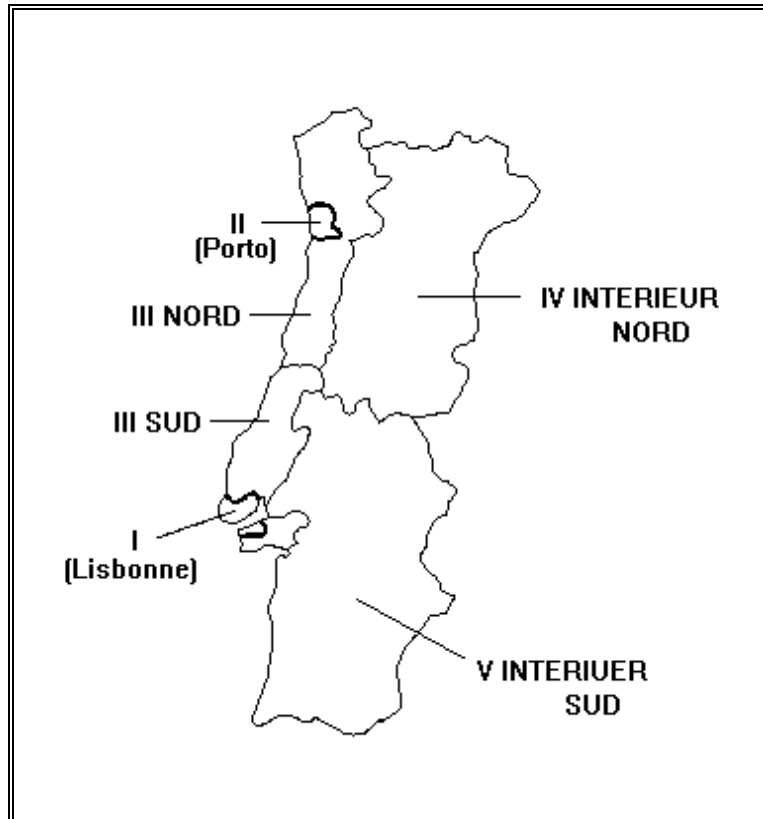 II
(Porto)
IV INTERIEUR
NORD
III NORD
III SUD
I
(Lisbonne)
V INTERIUER
SUD